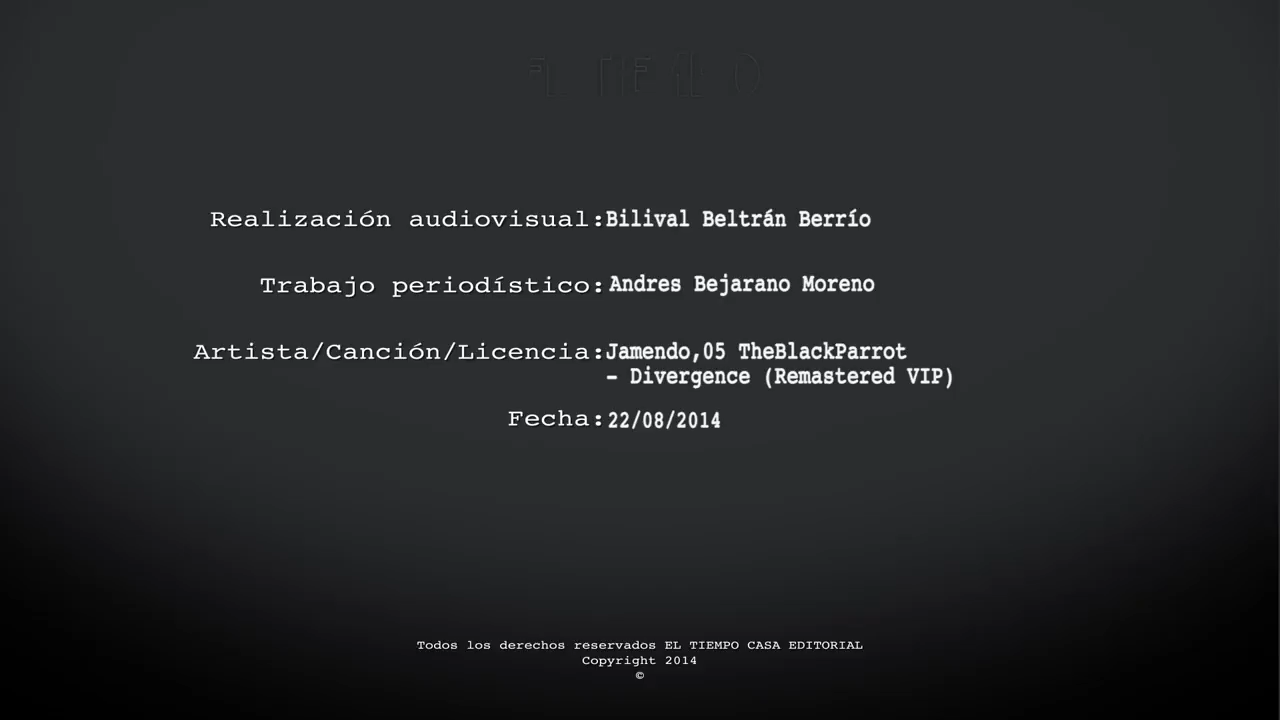 Realización audiovisual:Bilival Beltrán Berrío
Trabajo periodístico:Andres Bejarano Moreno
Artista/Canción/Licencia:Jamendo,05 TheBlackParrot
- Divergence (Remastered VIP)
Fecha:22/08/2014
Todos los derechos reservados EL TIEMPO CASA EDITORIAL
Copyright 2014
©